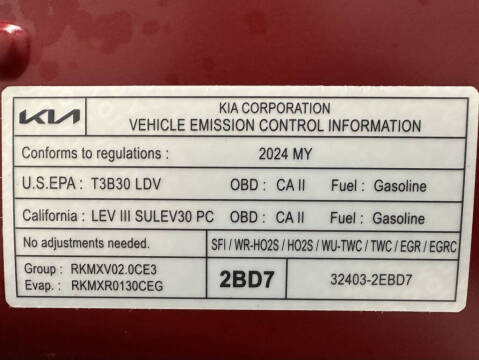 KIA KIA CORPORATION
VEHICLE EMISSION CONTROL INFORMATION
Conforms to regulations : 2024 MY
U.S.EPA : T3B30 LDV OBD : CA II Fuel : Gasoline
California : LEV III SULEV30 PC OBD : CA II Fuel : Gasoline
No adjustments needed. SFI / WR-HO2S / HO2S / WU-TWC / TWC / EGR / EGRC
Group : RKMXV02.0CE3
Evap. : RKMXR0130CEG 2BD7 32403-2EBD7